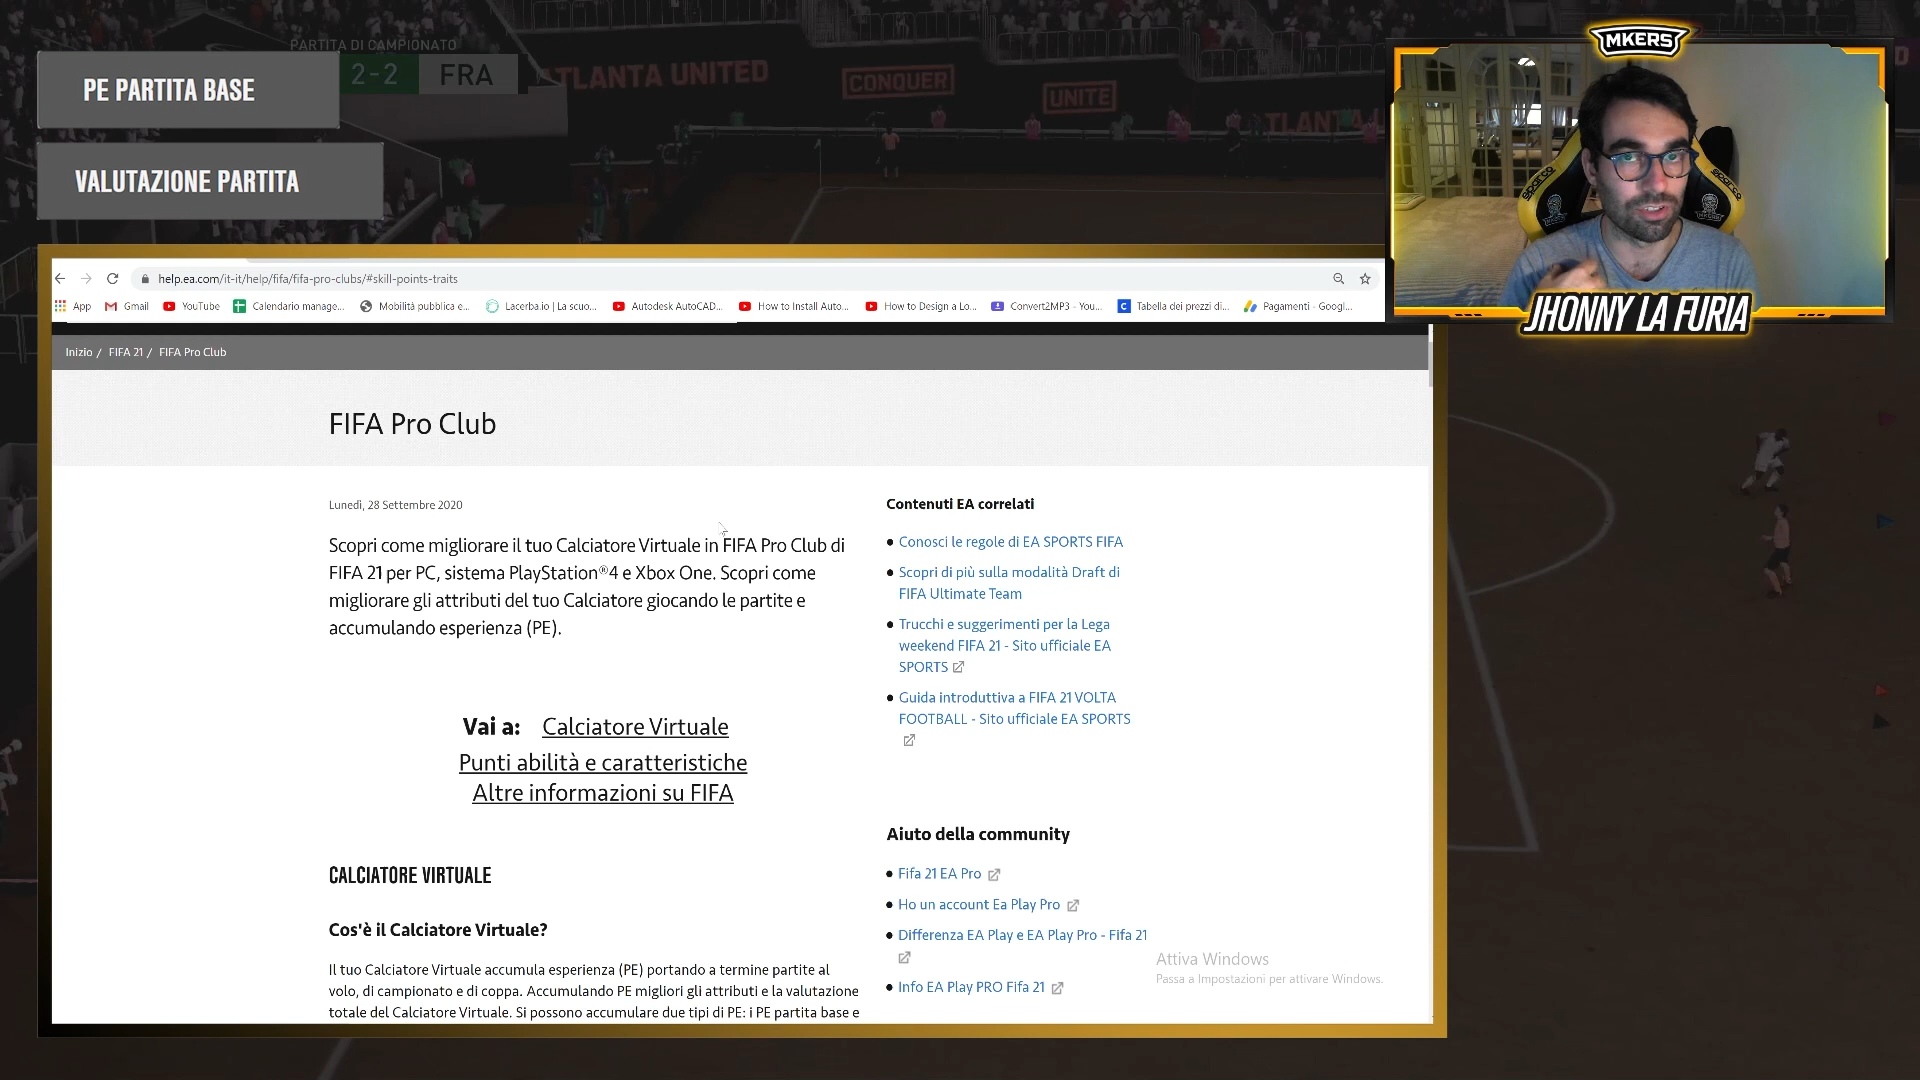 PARTITA DI CAMPIONATO
2-2 FRA
PE PARTITA BASE
VALUTAZIONE PARTITA
ATLANTA UNITED
CONQUER
UNITE
MKERS
sparco
sparco
MKERS
JHONNY LA FURIA
help.ea.com/it-it/help/fifa/fifa-pro-clubs/#skill-points-traits
App Gmail YouTube Calendario manage... Mobilità pubblica e... Lacerba.io | La scuo... Autodesk AutoCAD... How to Install Auto... How to Design a Lo... Convert2MP3 - You... Tabella dei prezzi di... Pagamenti - Googl...
Inizio / FIFA 21 / FIFA Pro Club
FIFA Pro Club
Lunedì, 28 Settembre 2020
Scopri come migliorare il tuo Calciatore Virtuale in FIFA Pro Club di
FIFA 21 per PC, sistema PlayStation®4 e Xbox One. Scopri come
migliorare gli attributi del tuo Calciatore giocando le partite e
accumulando esperienza (PE).
Vai a: Calciatore Virtuale
Punti abilità e caratteristiche
Altre informazioni su FIFA
CALCIATORE VIRTUALE
Cos'è il Calciatore Virtuale?
Il tuo Calciatore Virtuale accumula esperienza (PE) portando a termine partite al
volo, di campionato e di coppa. Accumulando PE migliori gli attributi e la valutazione
totale del Calciatore Virtuale. Si possono accumulare due tipi di PE: i PE partita base e
Contenuti EA correlati
Conosci le regole di EA SPORTS FIFA
Scopri di più sulla modalità Draft di
FIFA Ultimate Team
Trucchi e suggerimenti per la Lega
weekend FIFA 21 - Sito ufficiale EA
SPORTS
Guida introduttiva a FIFA 21 VOLTA
FOOTBALL - Sito ufficiale EA SPORTS
Aiuto della community
Fifa 21 EA Pro
Ho un account Ea Play Pro
Differenza EA Play e EA Play Pro - Fifa 21
Info EA Play PRO Fifa 21
Attiva Windows
Passa a Impostazioni per attivare Windows.